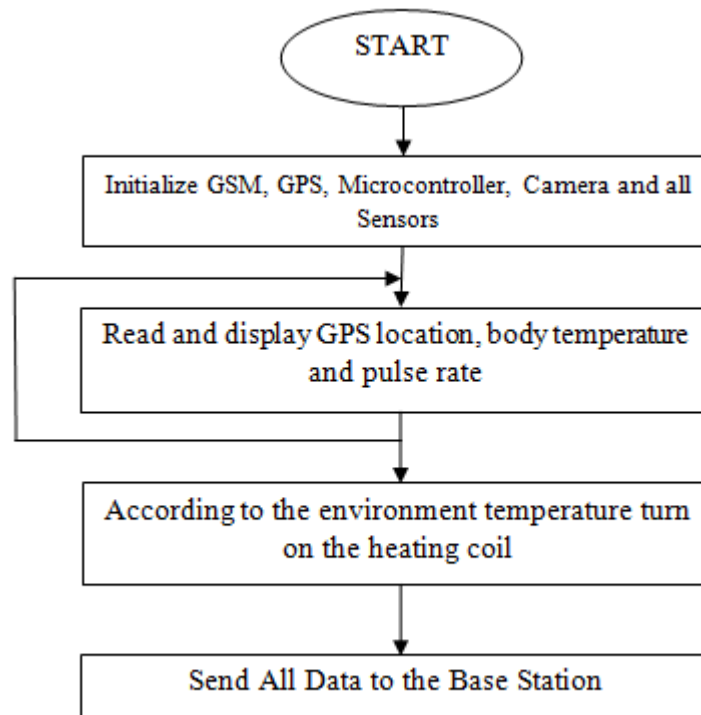 START
Initialize GSM, GPS, Microcontroller, Camera and all
Sensors
Read and display GPS location, body temperature
and pulse rate
According to the environment temperature turn
on the heating coil
Send All Data to the Base Station